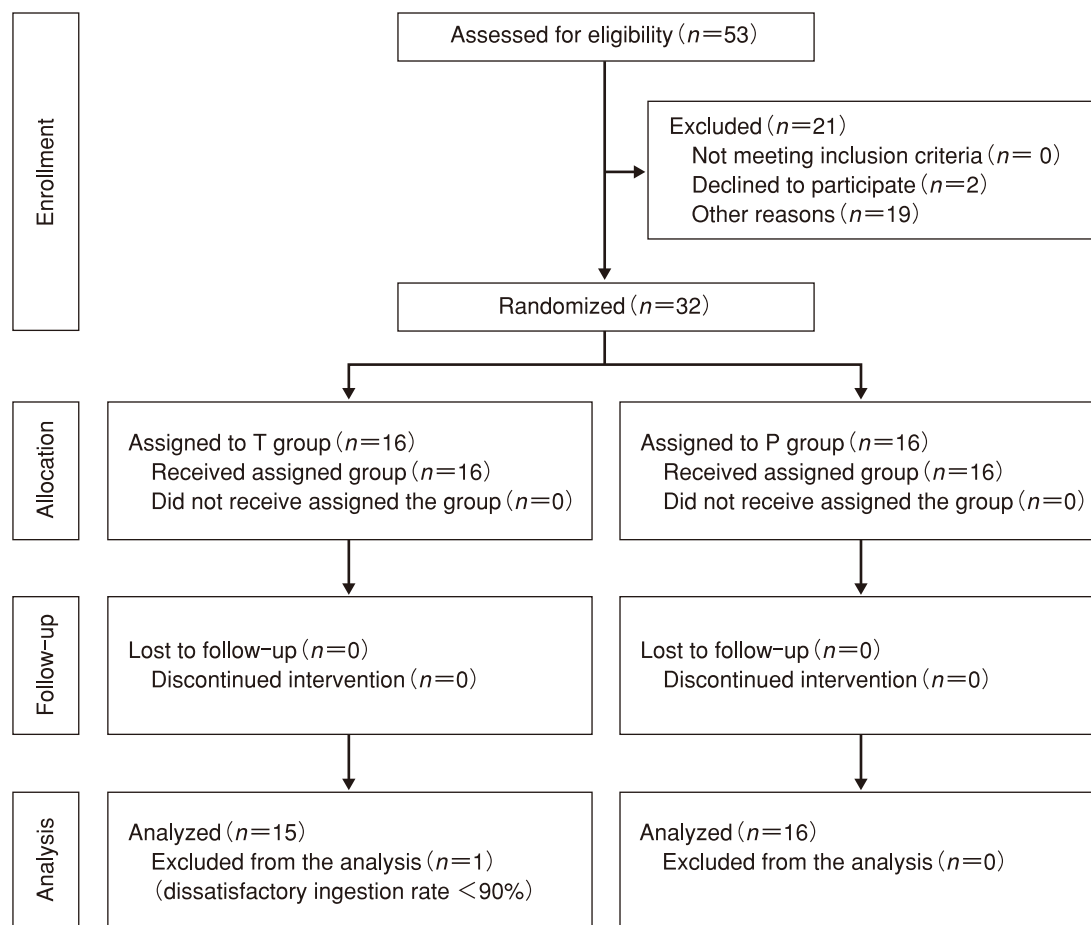 Enrollment
Assessed for eligibility (n=53)
Excluded (n=21)
Not meeting inclusion criteria (n= 0)
Declined to participate (n=2)
Other reasons (n=19)
Randomized (n=32)
Allocation
Assigned to T group (n=16)
Received assigned group (n=16)
Did not receive assigned the group (n=0)
Assigned to P group (n=16)
Received assigned group (n=16)
Did not receive assigned the group (n=0)
Follow-up
Lost to follow-up (n=0)
Discontinued intervention (n=0)
Lost to follow-up (n=0)
Discontinued intervention (n=0)
Analysis
Analyzed (n=15)
Excluded from the analysis (n=1)
(dissatisfactory ingestion rate <90%)
Analyzed (n=16)
Excluded from the analysis (n=0)